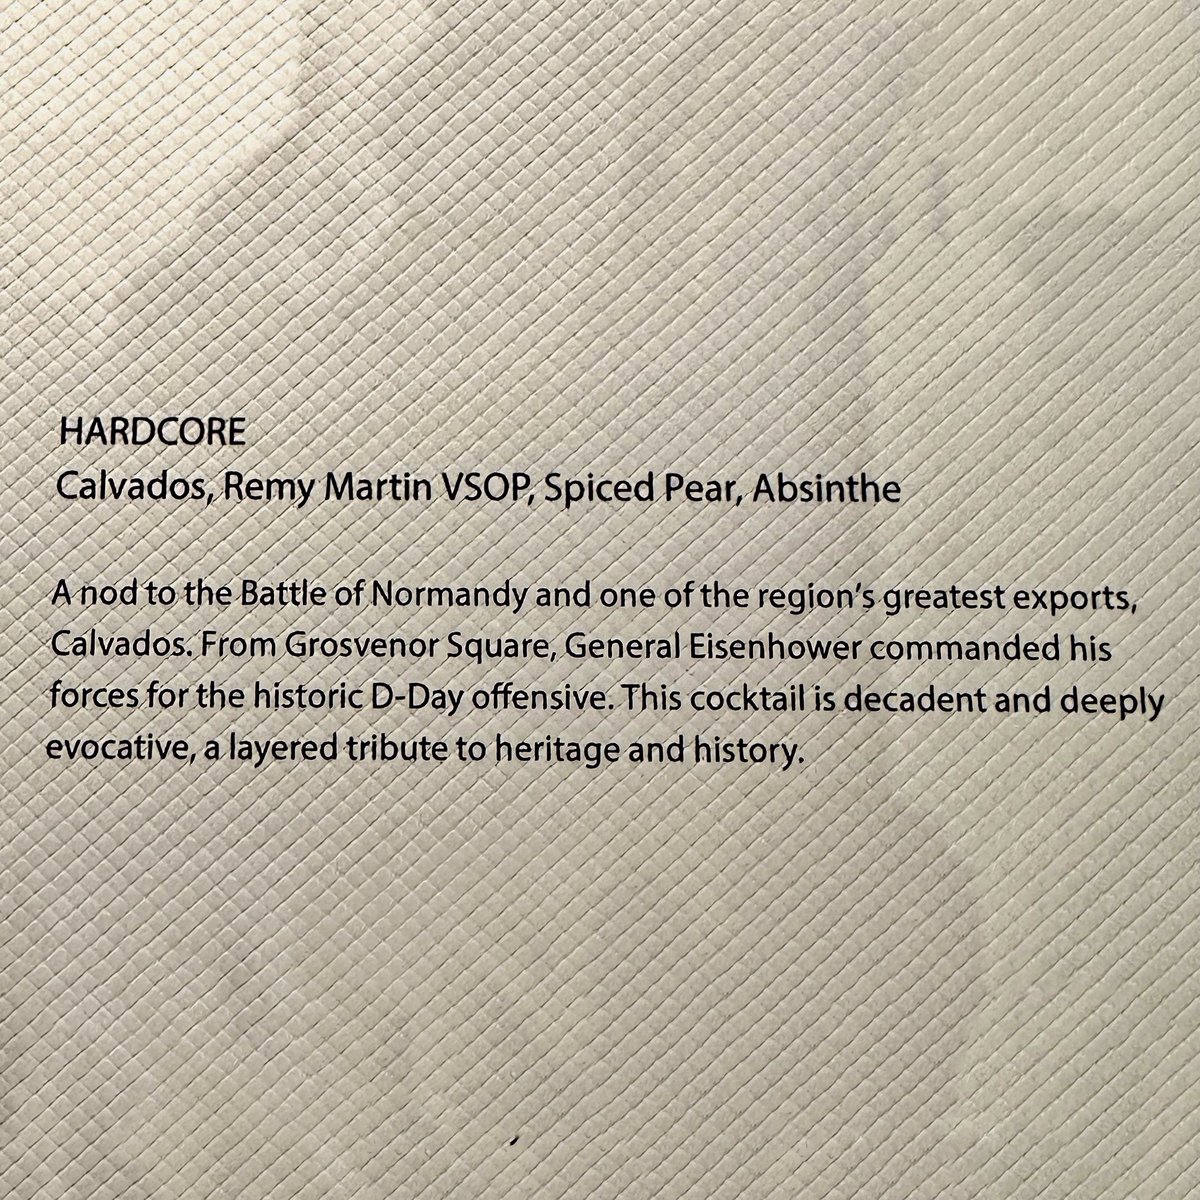 HARDCORE
Calvados, Remy Martin VSOP, Spiced Pear, Absinthe
A nod to the Battle of Normandy and one of the region's greatest exports,
Calvados. From Grosvenor Square, General Eisenhower commanded his
forces for the historic D-Day offensive. This cocktail is decadent and deeply
evocative, a layered tribute to heritage and history.